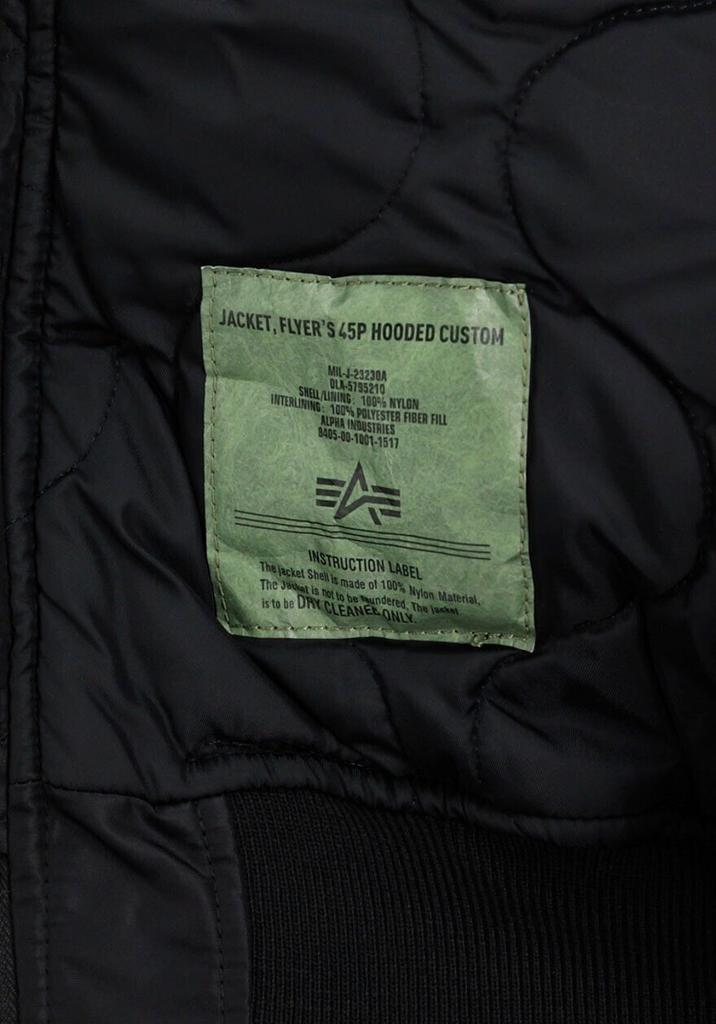 JACKET, FLYER'S 45P HOODED CUSTOM
MIL-J-23230A
DLA-5795210
SHELL/LINING: 100% NYLON
INTERLINING: 100% POLYESTER FIBER FILL
ALPHA INDUSTRIES
8405-00-1001-1517
INSTRUCTION LABEL
The jacket Shell is made of 100% Nylon Material.
The Jacket is not to be laundered, The jacket
is to be DRY CLEANED ONLY.